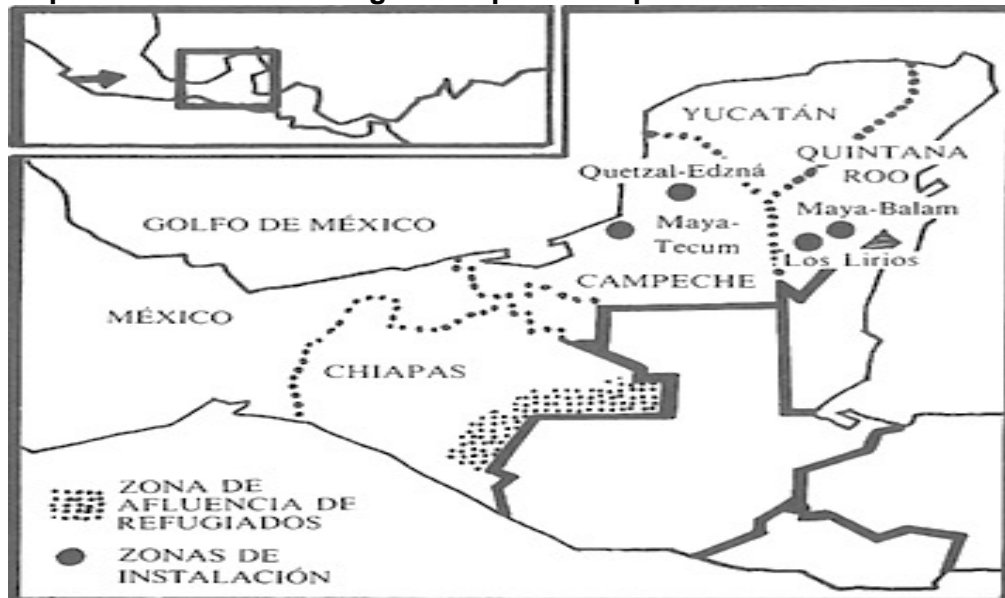 YUCATÁN
QUINTANA
ROO
Quetzal-Edzná
Maya-Balam
GOLFO DE MÉXICO
Maya-
Tecum
Los Lirios
CAMPECHE
MÉXICO
CHIAPAS
ZONA DE
AFLUENCIA DE
REFUGIADOS
ZONAS DE
INSTALACIÓN